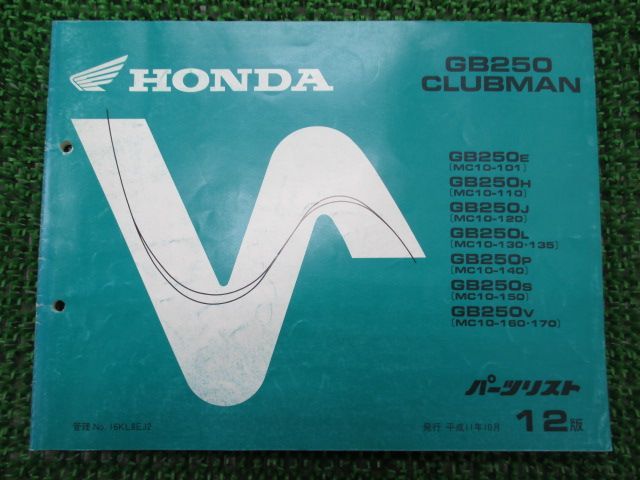 HONDA
GB250
CLUBMAN
GB250E
(MC10-101)
GB250H
(MC10-110)
GB250J
(MC10-120)
GB250L
(MC10-130・135)
GB250P
(MC10-140)
GB250S
(MC10-150)
GB250V
(MC10-160・170)
パーツリスト
管理No. 16KL8EJ2
発行 平成11年10月 12版